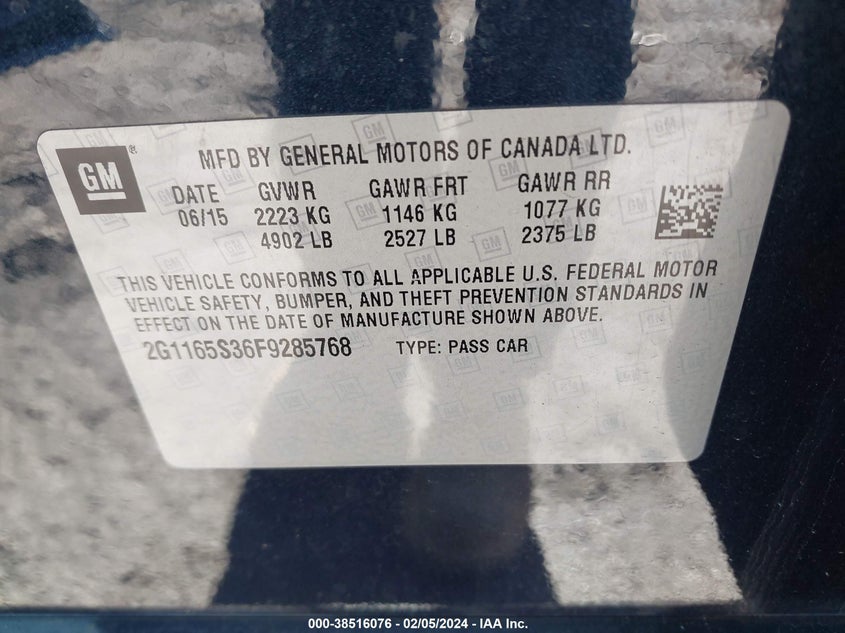 GM
MFD BY GENERAL MOTORS OF CANADA LTD.
DATE GVWR GAWR FRT GAWR RR
06/15 2223 KG 1146 KG 1077 KG
4902 LB 2527 LB 2375 LB
THIS VEHICLE CONFORMS TO ALL APPLICABLE U.S. FEDERAL MOTOR
VEHICLE SAFETY, BUMPER, AND THEFT PREVENTION STANDARDS IN
EFFECT ON THE DATE OF MANUFACTURE SHOWN ABOVE.
2G1165S36F9285768 TYPE: PASS CAR
000-38516076 - 02/05/2024 - IAA Inc.